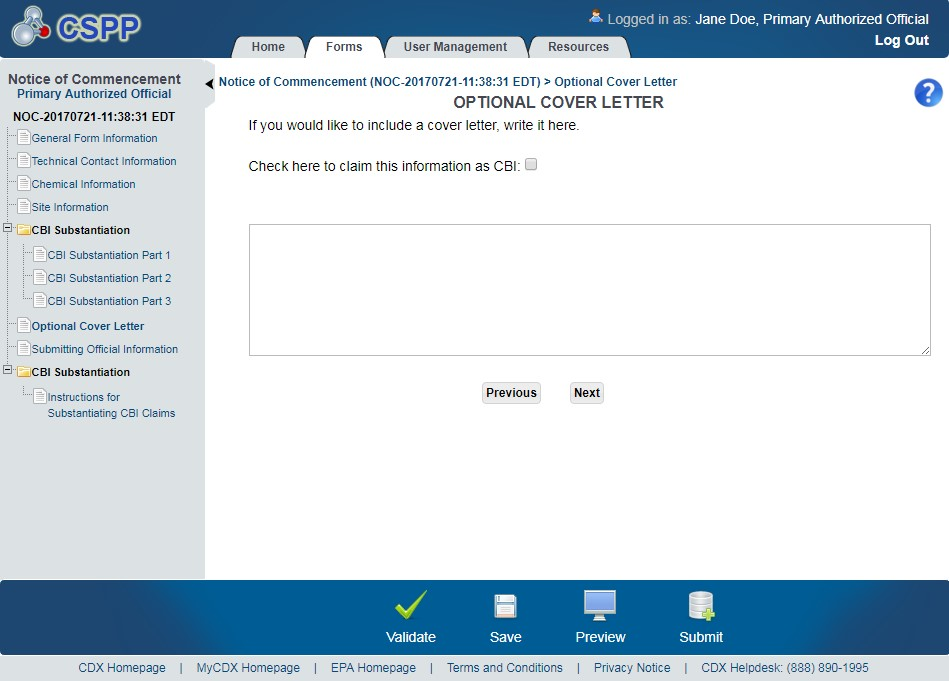 CSPP
Logged in as: Jane Doe, Primary Authorized Official
Log Out
Home
Forms
User Management
Resources
Notice of Commencement
Primary Authorized Official
NOC-20170721-11:38:31 EDT
General Form Information
Technical Contact Information
Chemical Information
Site Information
CBI Substantiation
CBI Substantiation Part 1
CBI Substantiation Part 2
CBI Substantiation Part 3
Optional Cover Letter
Submitting Official Information
CBI Substantiation
Instructions for
Substantiating CBI Claims
Notice of Commencement (NOC-20170721-11:38:31 EDT) > Optional Cover Letter
?
OPTIONAL COVER LETTER
If you would like to include a cover letter, write it here.
Check here to claim this information as CBI:
Previous
Next
Validate
Save
Preview
Submit
CDX Homepage | MyCDX Homepage | EPA Homepage | Terms and Conditions | Privacy Notice | CDX Helpdesk: (888) 890-1995